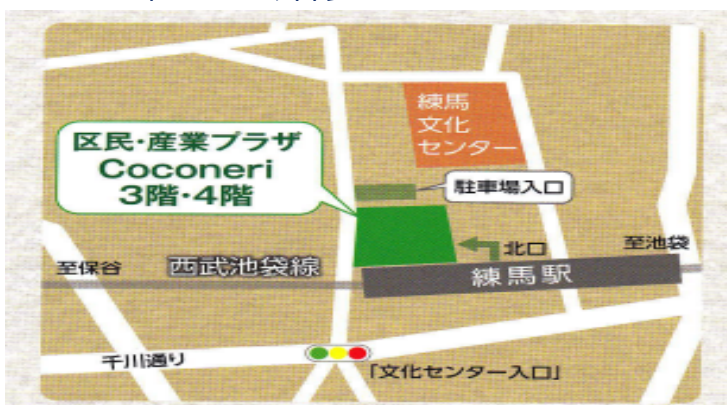 練馬
文化
センター
区民・産業プラザ
Coconeri
3階・4階
駐車場入口
北口
至池袋
至保谷
西武池袋線
練馬駅
千川通り
「文化センター入口」